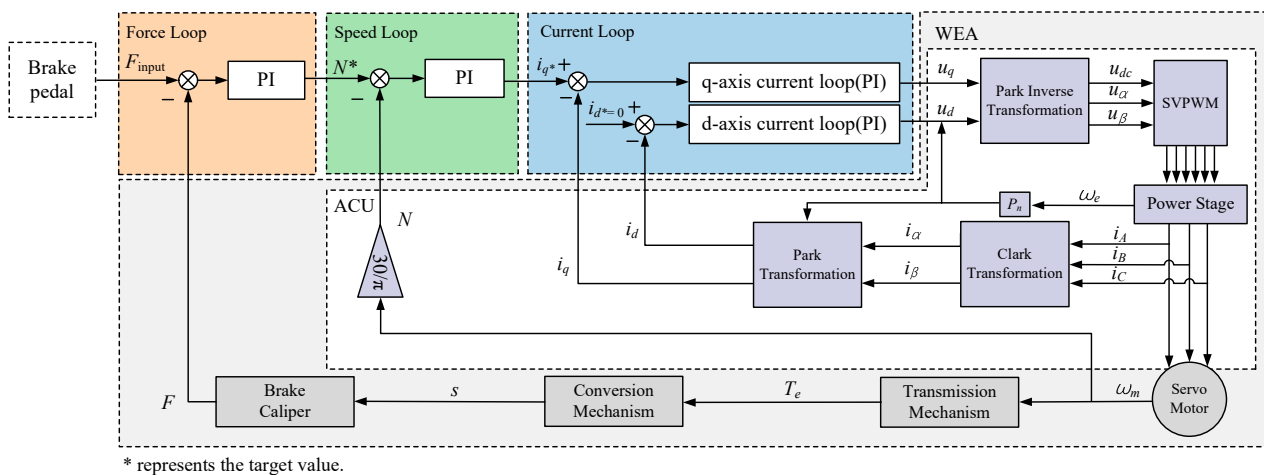 Force Loop
Speed Loop
Current Loop
WEA
Brake
pedal
F_input
−
PI
N*
−
PI
i_q* +
−
q-axis current loop(PI)
i_d*=0 +
−
d-axis current loop(PI)
u_q
u_d
Park Inverse
Transformation
u_dc
u_α
u_β
SVPWM
ACU
N
30/π
i_d
i_q
Park
Transformation
i_α
i_β
P_n
ω_e
Power Stage
Clark
Transformation
i_A
i_B
i_C
F
Brake
Caliper
s
Conversion
Mechanism
T_e
Transmission
Mechanism
ω_m
Servo
Motor
* represents the target value.